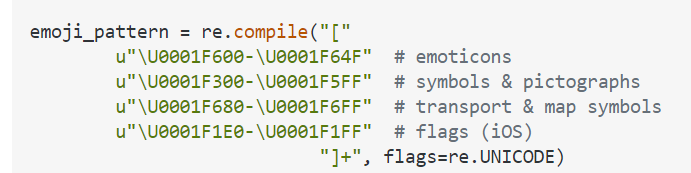 emoji_pattern = re.compile("["
        u"\U0001F600-\U0001F64F"  # emoticons
        u"\U0001F300-\U0001F5FF"  # symbols & pictographs
        u"\U0001F680-\U0001F6FF"  # transport & map symbols
        u"\U0001F1E0-\U0001F1FF"  # flags (iOS)
                           "]+", flags=re.UNICODE)